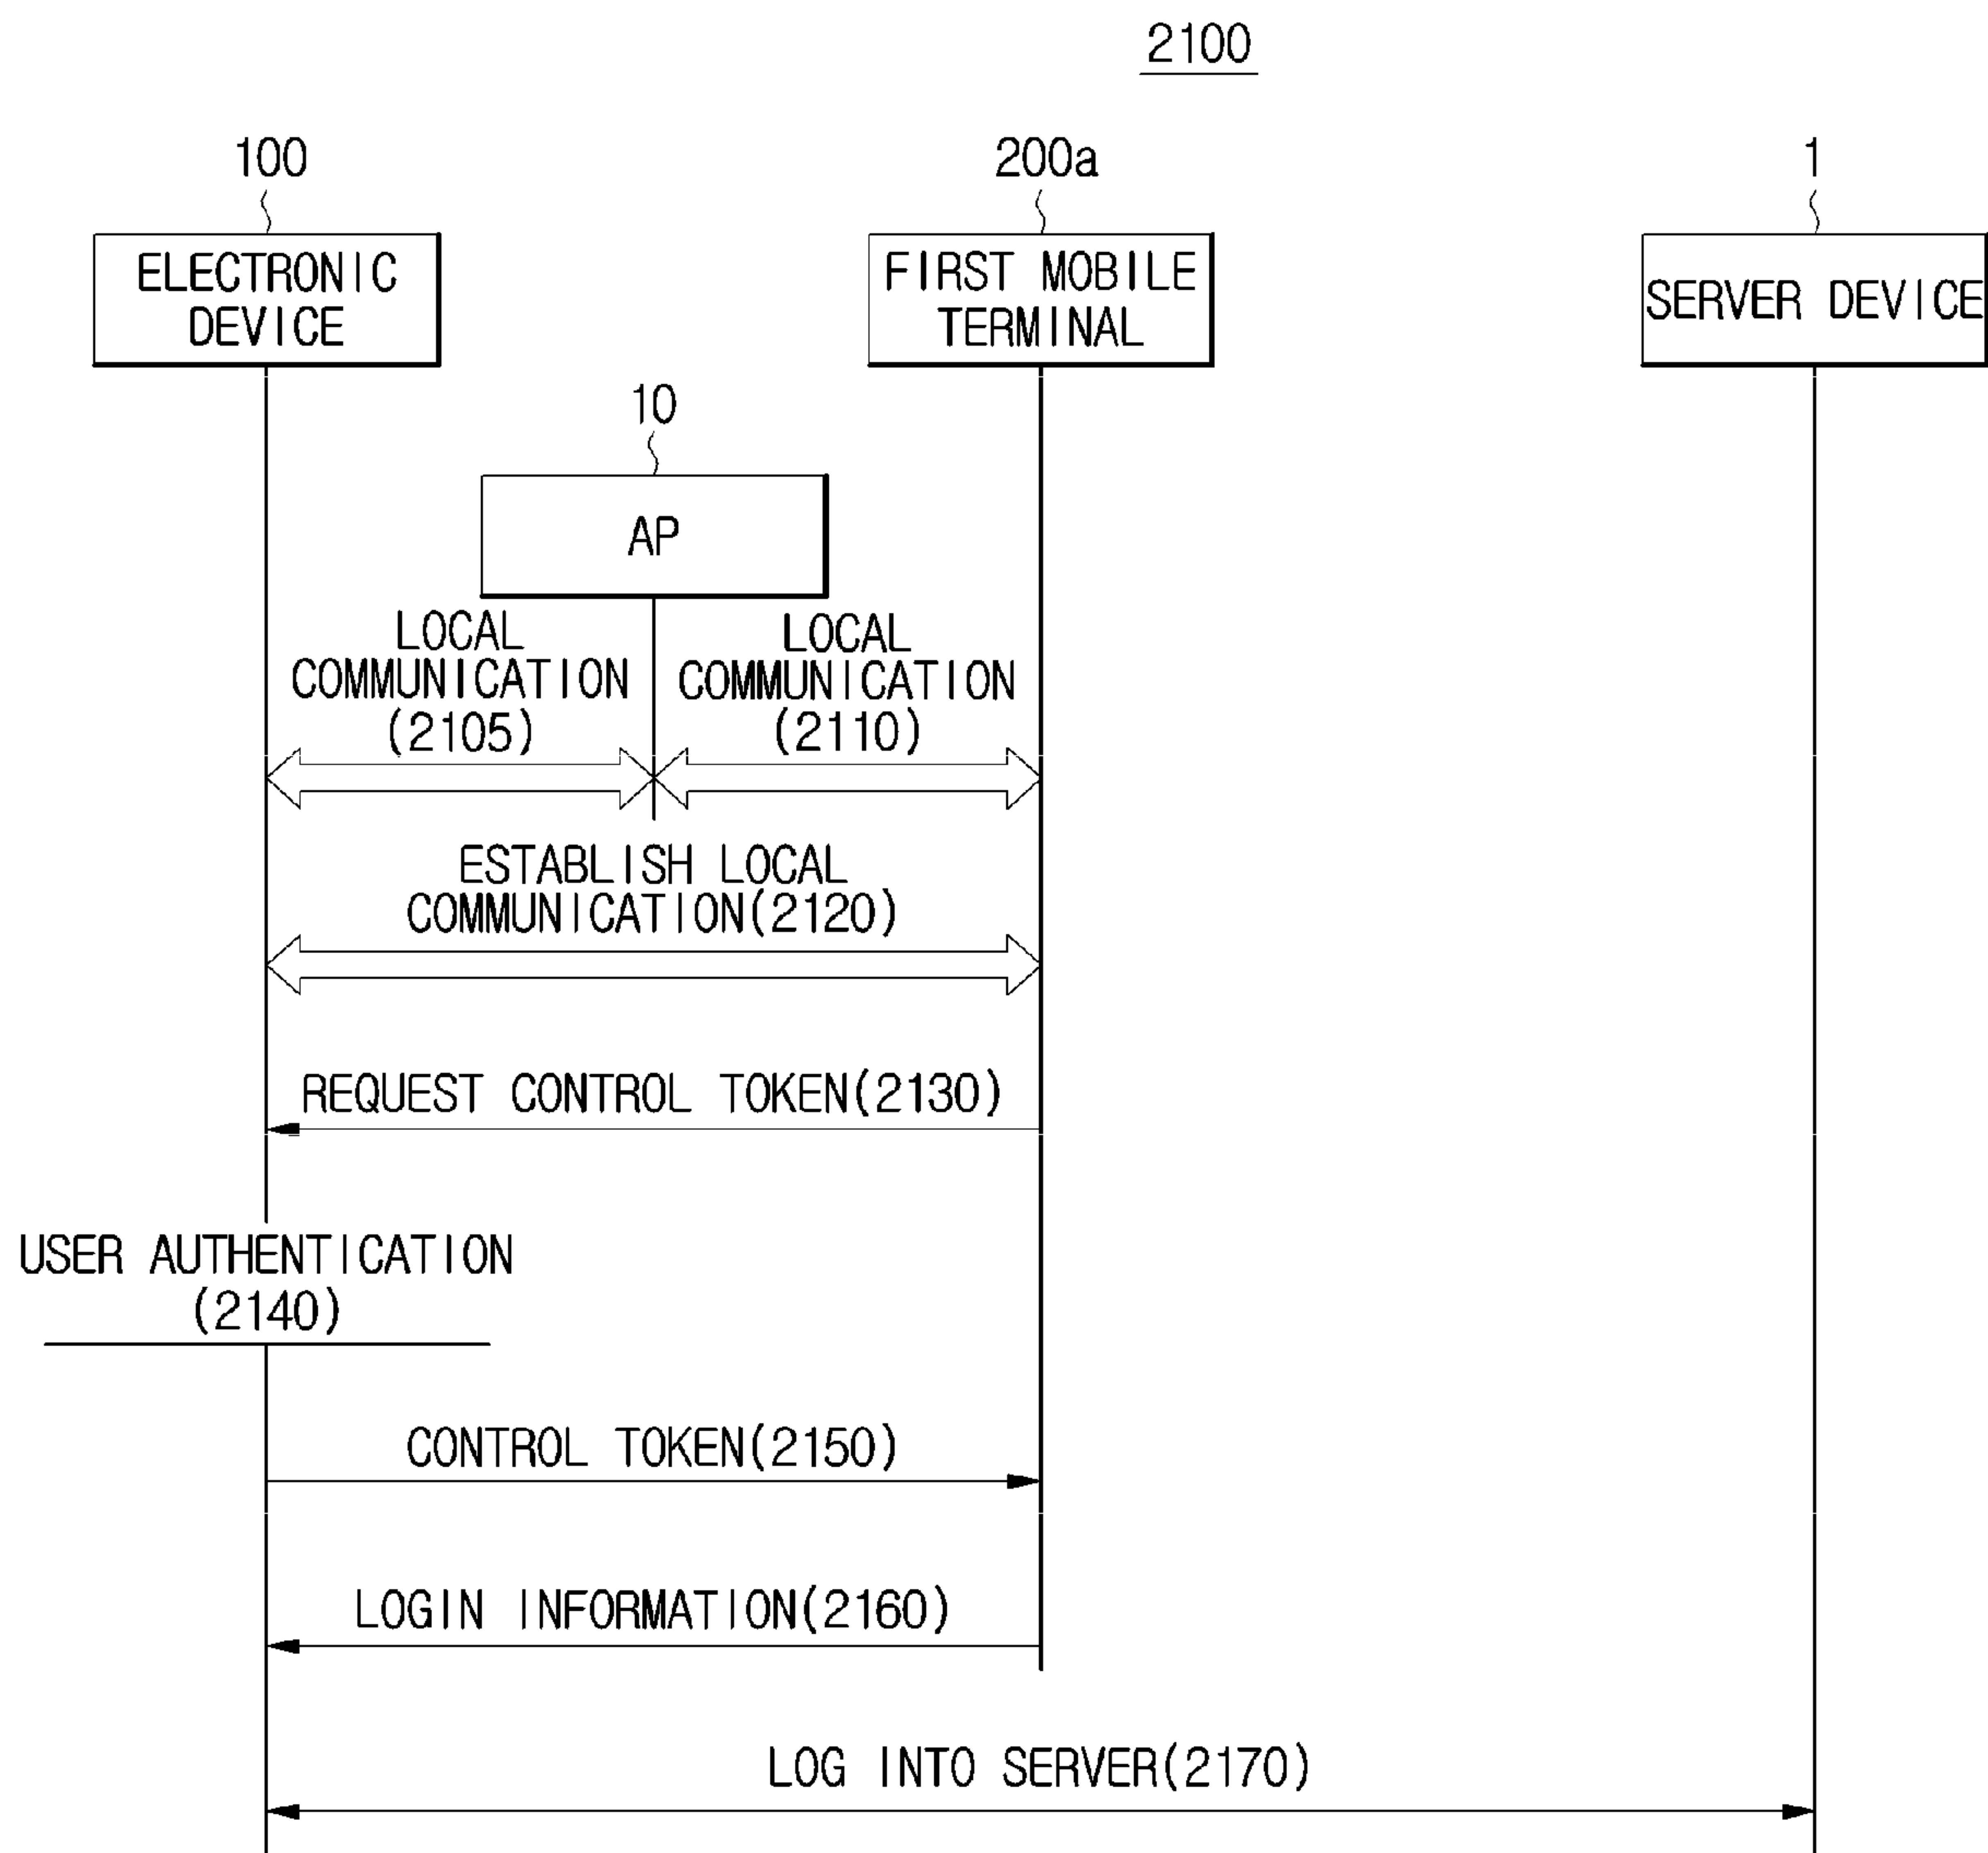 2100
100
200a
1
ELECTRONIC
DEVICE
FIRST MOBILE
TERMINAL
SERVER DEVICE
10
AP
LOCAL
COMMUNICATION
(2105)
LOCAL
COMMUNICATION
(2110)
ESTABLISH LOCAL
COMMUNICATION(2120)
REQUEST CONTROL TOKEN(2130)
USER AUTHENTICATION
(2140)
CONTROL TOKEN(2150)
LOGIN INFORMATION(2160)
LOG INTO SERVER(2170)